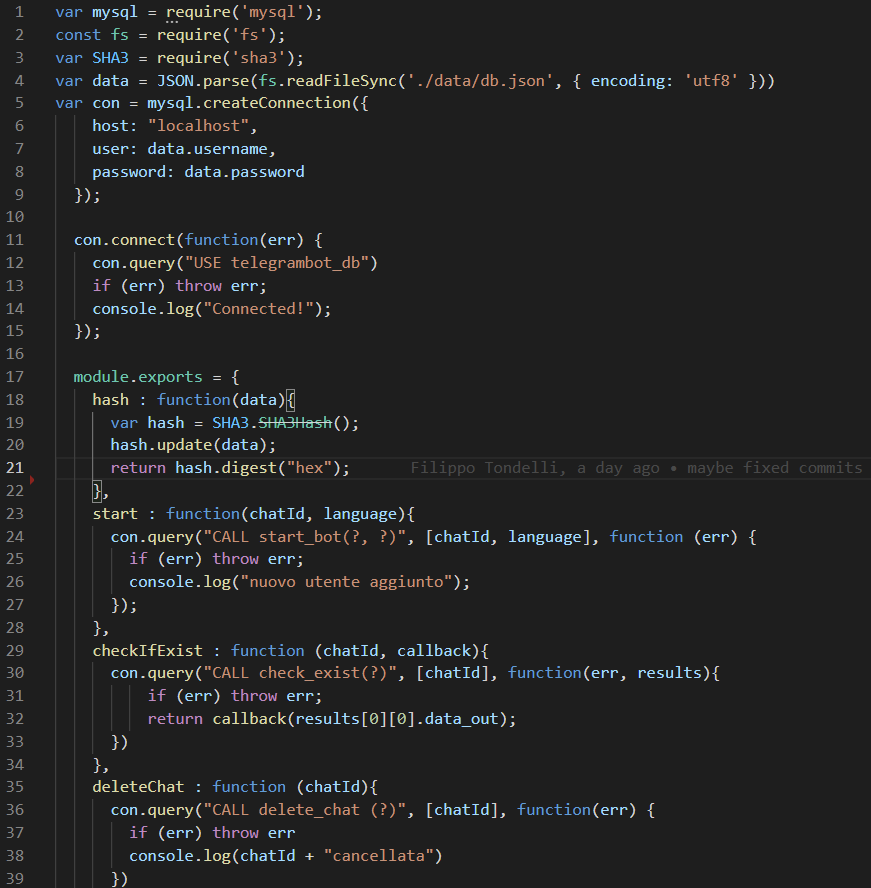 1 var mysql = require('mysql');
2 const fs = require('fs');
3 var SHA3 = require('sha3');
4 var data = JSON.parse(fs.readFileSync('./data/db.json', { encoding: 'utf8' }))
5 var con = mysql.createConnection({
6 host: "localhost",
7 user: data.username,
8 password: data.password
9 });
10
11 con.connect(function(err) {
12 con.query("USE telegrambot_db")
13 if (err) throw err;
14 console.log("Connected!");
15 });
16
17 module.exports = {
18 hash : function(data){
19 var hash = SHA3.SHA3Hash();
20 hash.update(data);
21 return hash.digest("hex"); Filippo Tondelli, a day ago • maybe fixed commits
22 },
23 start : function(chatId, language){
24 con.query("CALL start_bot(?, ?)", [chatId, language], function (err) {
25 if (err) throw err;
26 console.log("nuovo utente aggiunto");
27 });
28 },
29 checkIfExist : function (chatId, callback){
30 con.query("CALL check_exist(?)", [chatId], function(err, results){
31 if (err) throw err;
32 return callback(results[0][0].data_out);
33 })
34 },
35 deleteChat : function (chatId){
36 con.query("CALL delete_chat (?)", [chatId], function(err) {
37 if (err) throw err
38 console.log(chatId + "cancellata")
39 })